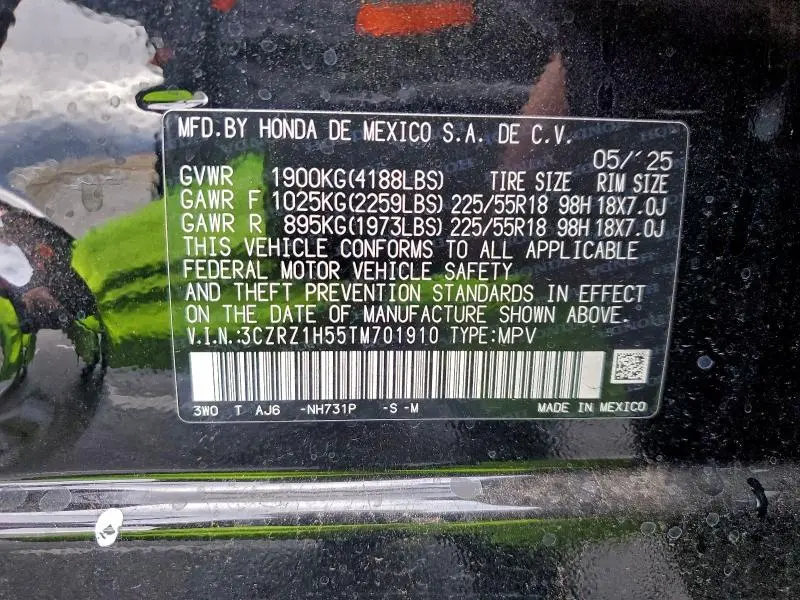 MFD.BY HONDA DE MEXICO S.A. DE C.V.
05/'25
GVWR 1900KG(4188LBS) TIRE SIZE RIM SIZE
GAWR F 1025KG(2259LBS) 225/55R18 98H 18X7.0J
GAWR R 895KG(1973LBS) 225/55R18 98H 18X7.0J
THIS VEHICLE CONFORMS TO ALL APPLICABLE
FEDERAL MOTOR VEHICLE SAFETY
AND THEFT PREVENTION STANDARDS IN EFFECT
ON THE DATE OF MANUFACTURE SHOWN ABOVE.
V.I.N.:3CZRZ1H55TM701910 TYPE:MPV
3W0 T AJ6 -NH731P -S -M MADE IN MEXICO